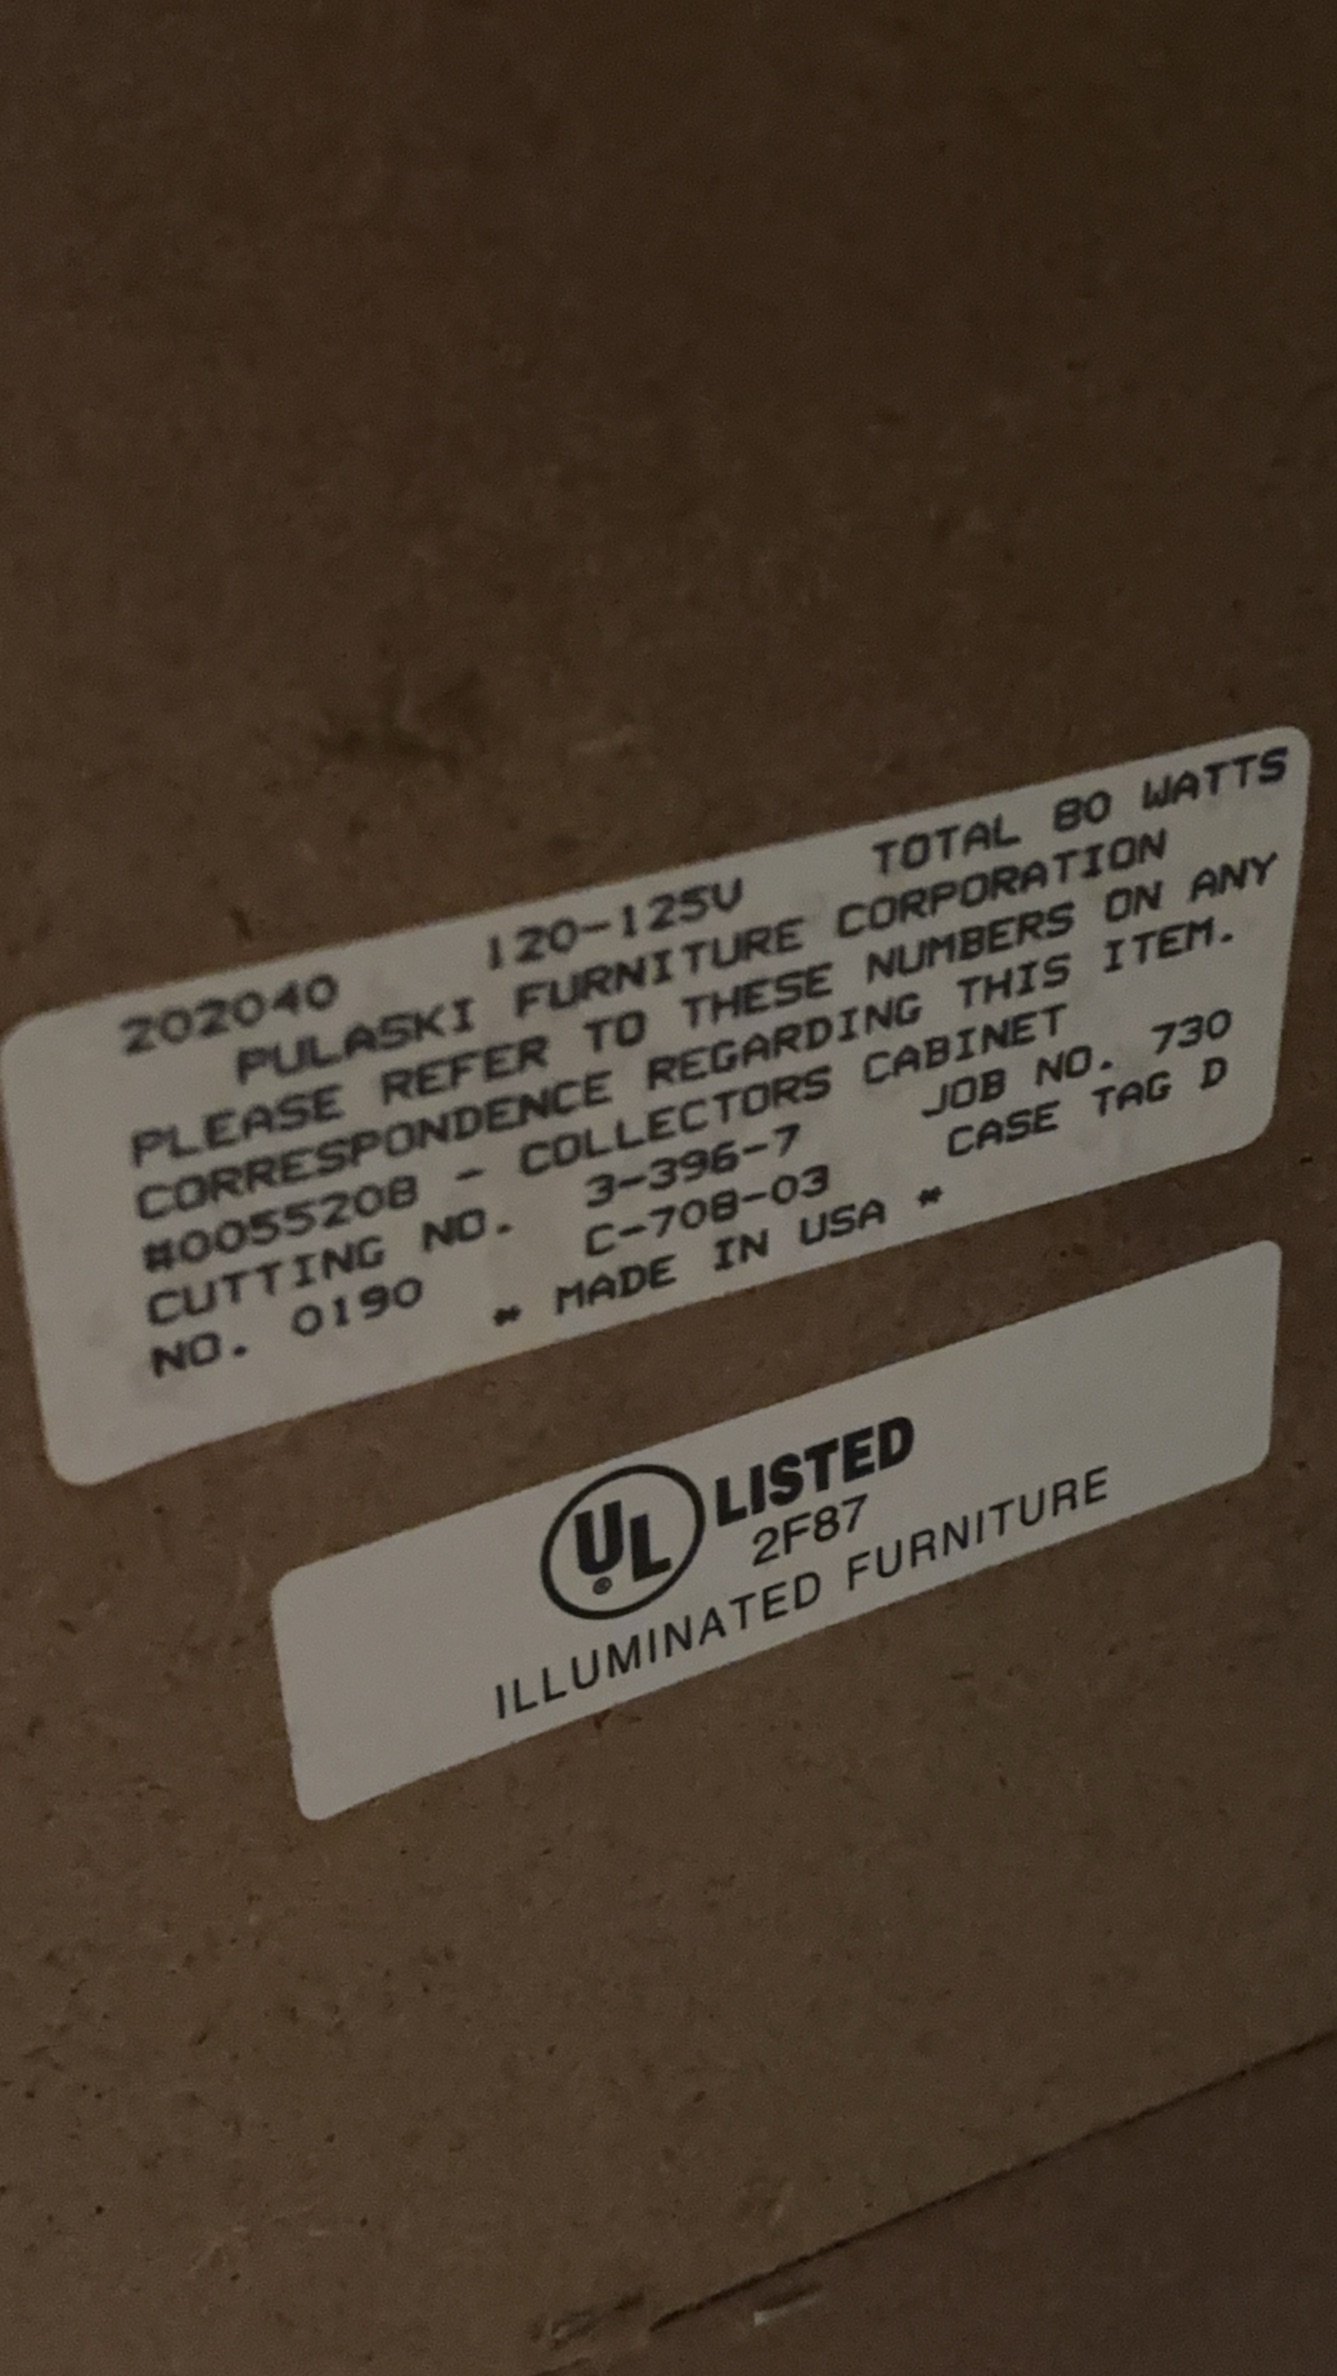 202040 120-125V TOTAL 80 WATTS
PULASKI FURNITURE CORPORATION
PLEASE REFER TO THESE NUMBERS ON ANY
CORRESPONDENCE REGARDING THIS ITEM.
#0055208 - COLLECTORS CABINET
CUTTING NO. 3-396-7 JOB NO. 730
NO. 0190 C-708-03 CASE TAG D
* MADE IN USA *
UL ® LISTED
2F87
ILLUMINATED FURNITURE